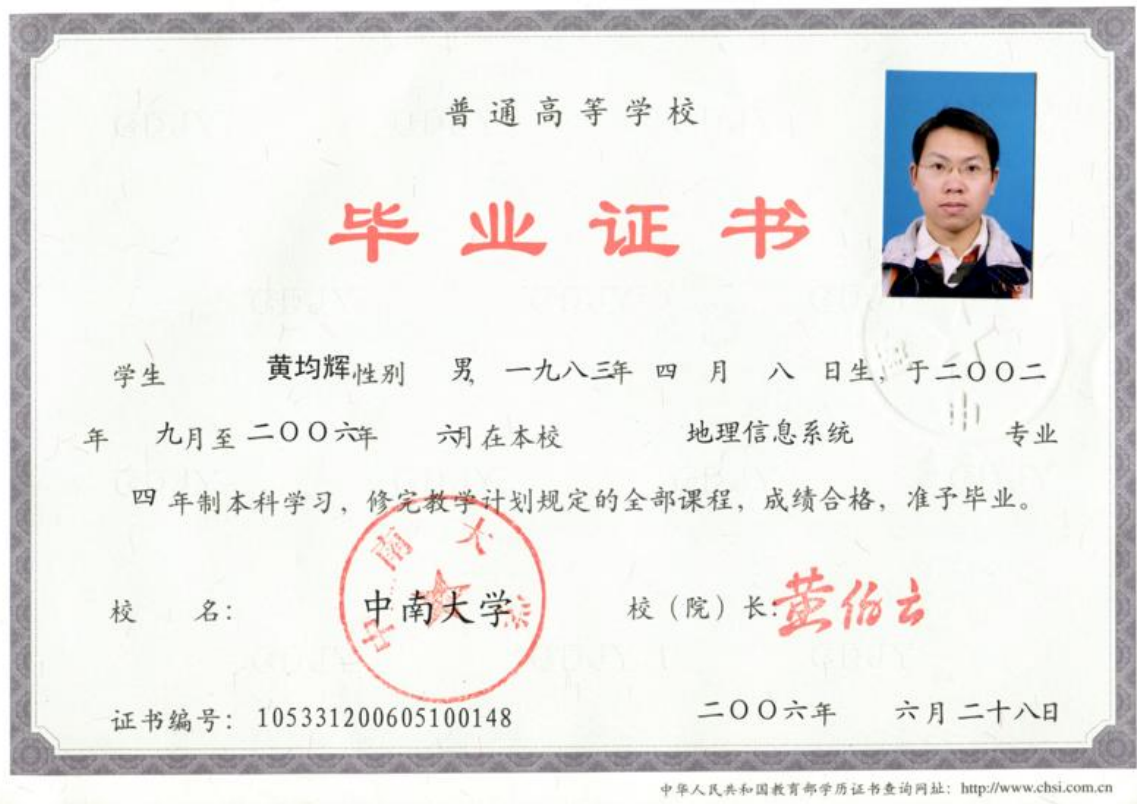 普通高等学校
毕业证书
学生 黄均辉 性别 男, 一九八三年 四 月 八 日生, 于二〇〇二
年 九月至二〇〇六年 六月在本校 地理信息系统 专业
四 年制本科学习, 修完教学计划规定的全部课程, 成绩合格, 准予毕业。
中南大学
校 名: 中南大学 校(院)长: 黄伯云
证书编号: 105331200605100148 二〇〇六年 六月二十八日
中华人民共和国教育部学历证书查询网址: http://www.chsi.com.cn